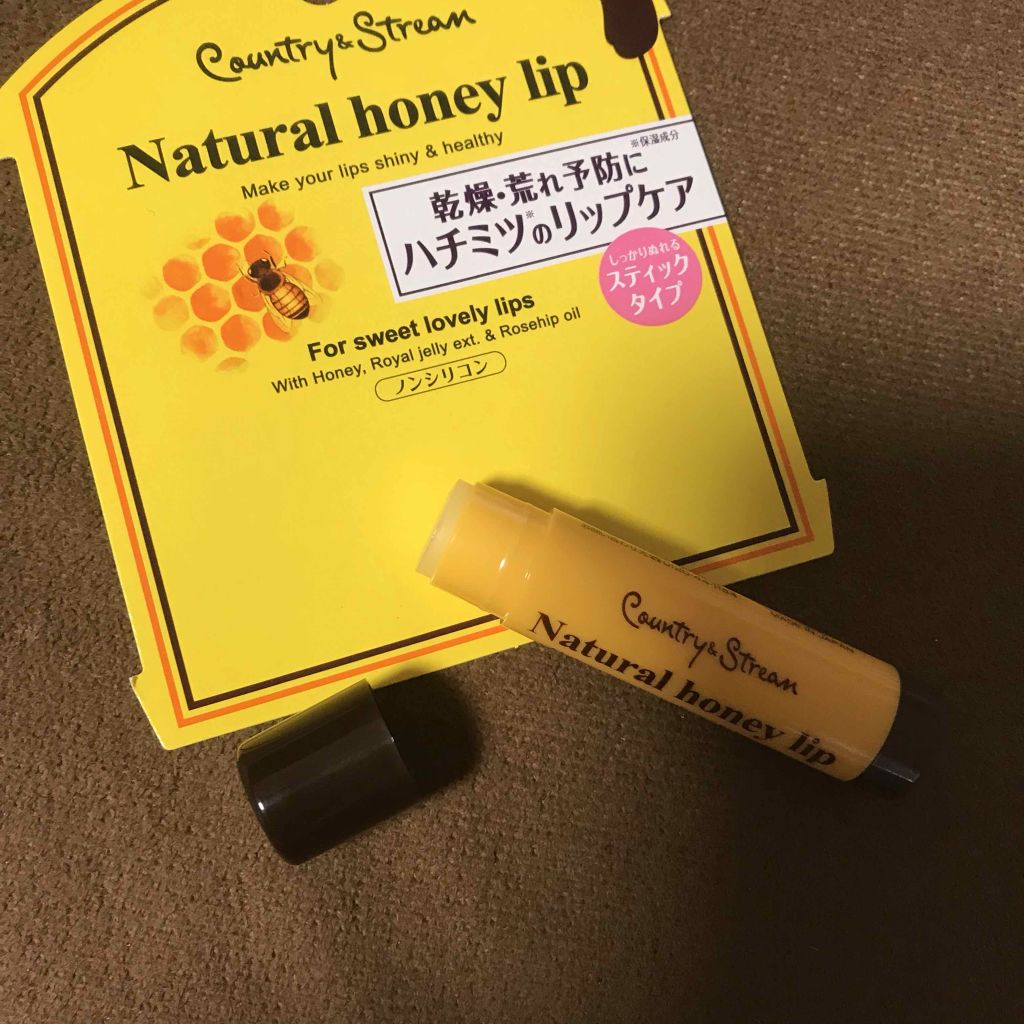 Country & Stream
Natural honey lip
Make your lips shiny & healthy
※保湿成分
乾燥・荒れ予防に
ハチミツ※のリップケア
しっかりぬれる
スティック
タイプ
For sweet lovely lips
With Honey, Royal jelly ext. & Rosehip oil
ノンシリコン
Country & Stream
Natural honey lip